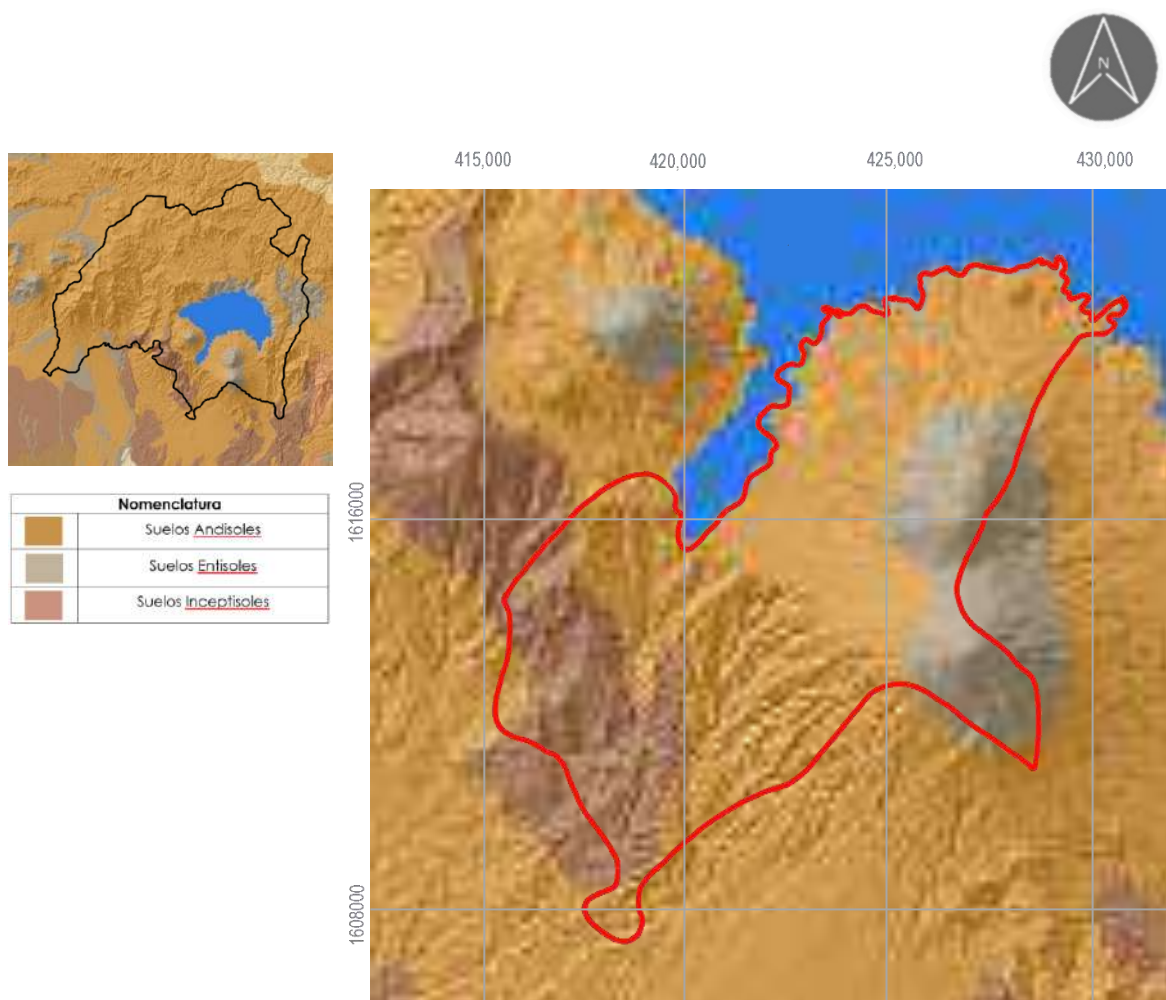 N
415,000
420,000
425,000
430,000
1616000
1608000
Nomenclatura
Suelos Andisoles
Suelos Entisoles
Suelos Inceptisoles